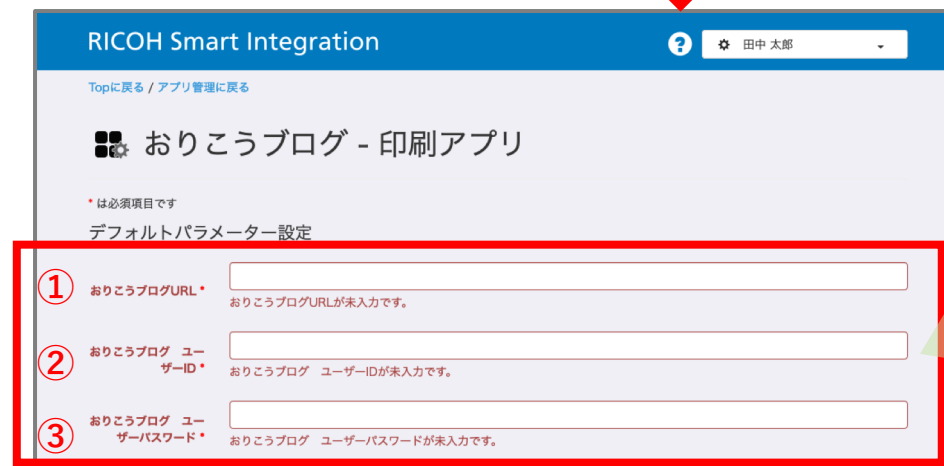 RICOH Smart Integration
? 田中 太郎
Topに戻る / アプリ管理に戻る
おりこうブログ - 印刷アプリ
* は必須項目です
デフォルトパラメーター設定
① おりこうブログURL *
おりこうブログURLが未入力です。
② おりこうブログ ユー
ザーID *
おりこうブログ ユーザーIDが未入力です。
③ おりこうブログ ユー
ザーパスワード *
おりこうブログ ユーザーパスワードが未入力です。